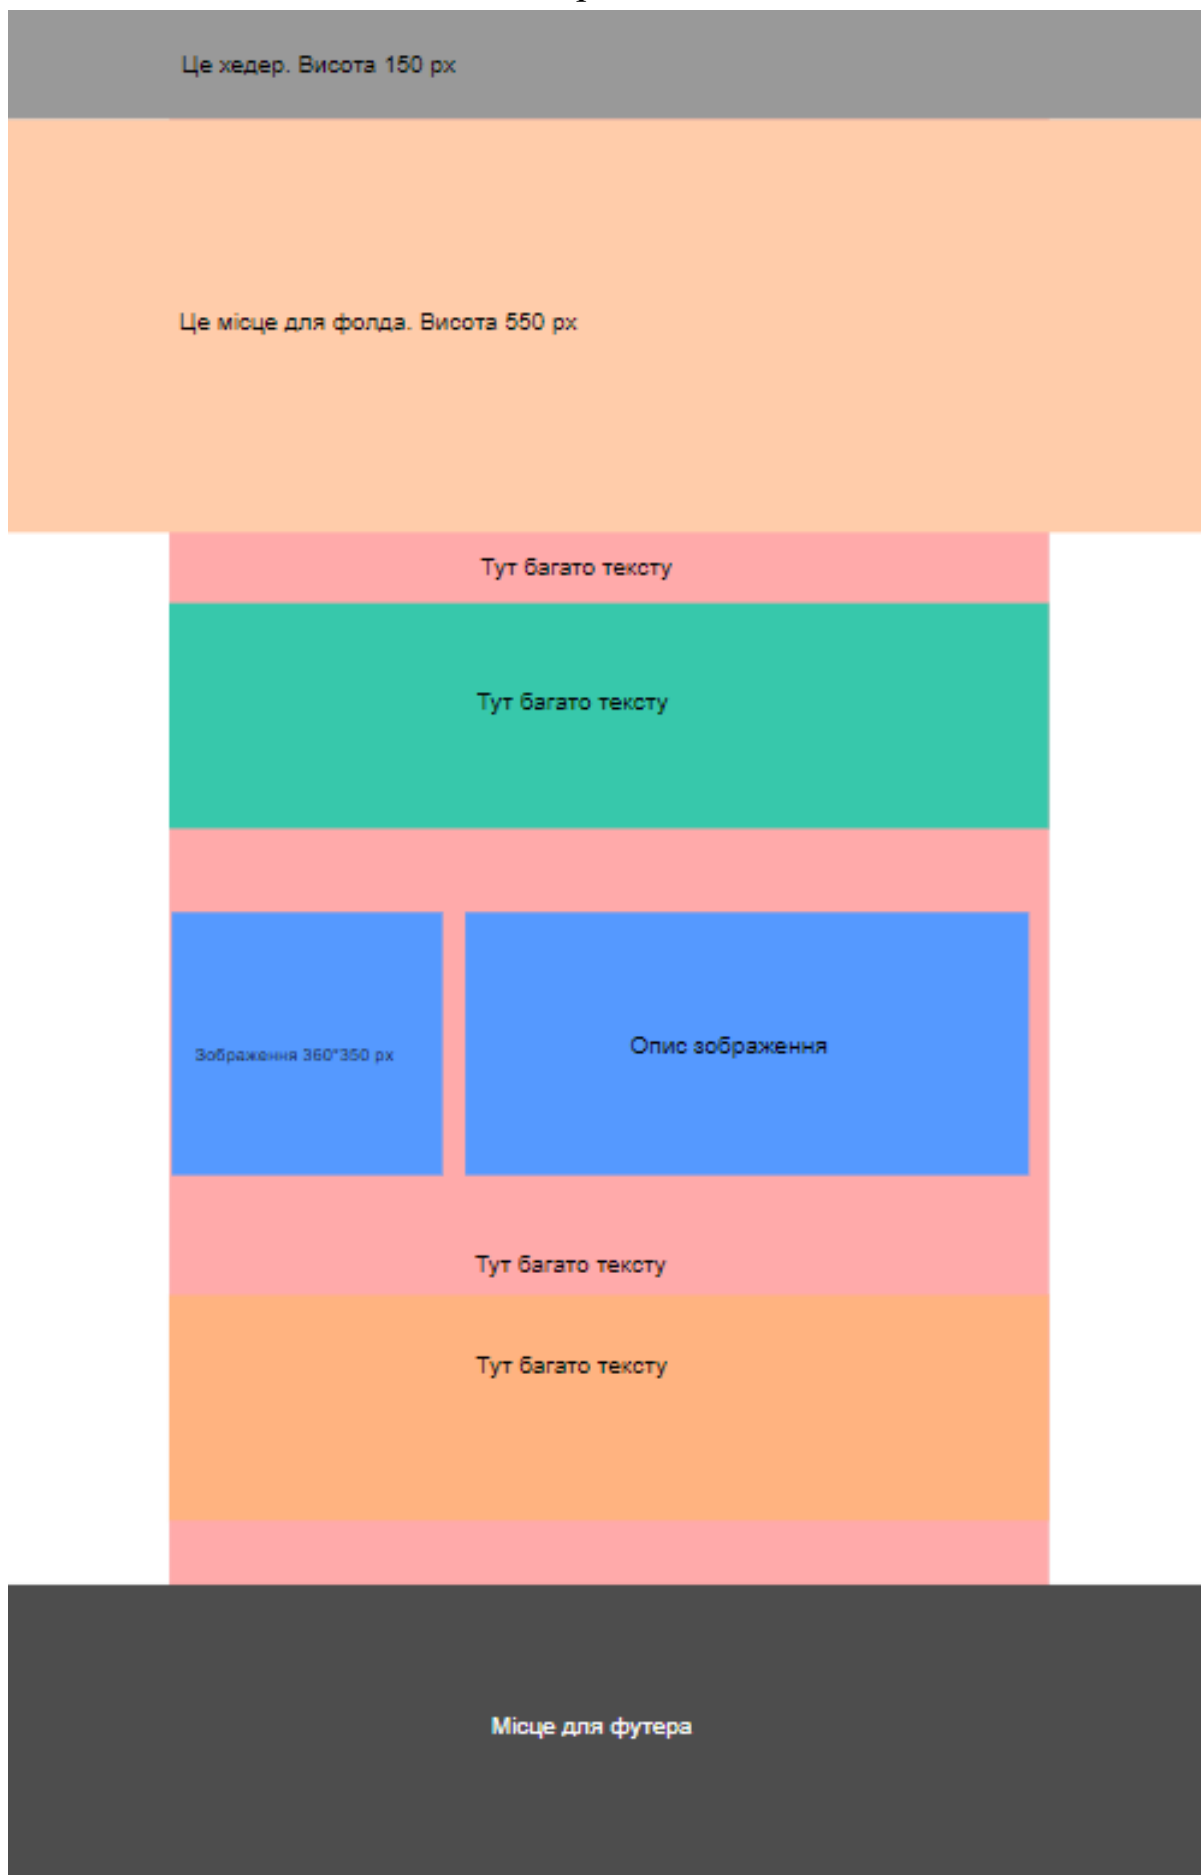 Це хедер. Висота 150 px
Це місце для фолда. Висота 550 px
Тут багато тексту
Тут багато тексту
Зображення 360*350 px
Опис зображення
Тут багато тексту
Тут багато тексту
Місце для футера